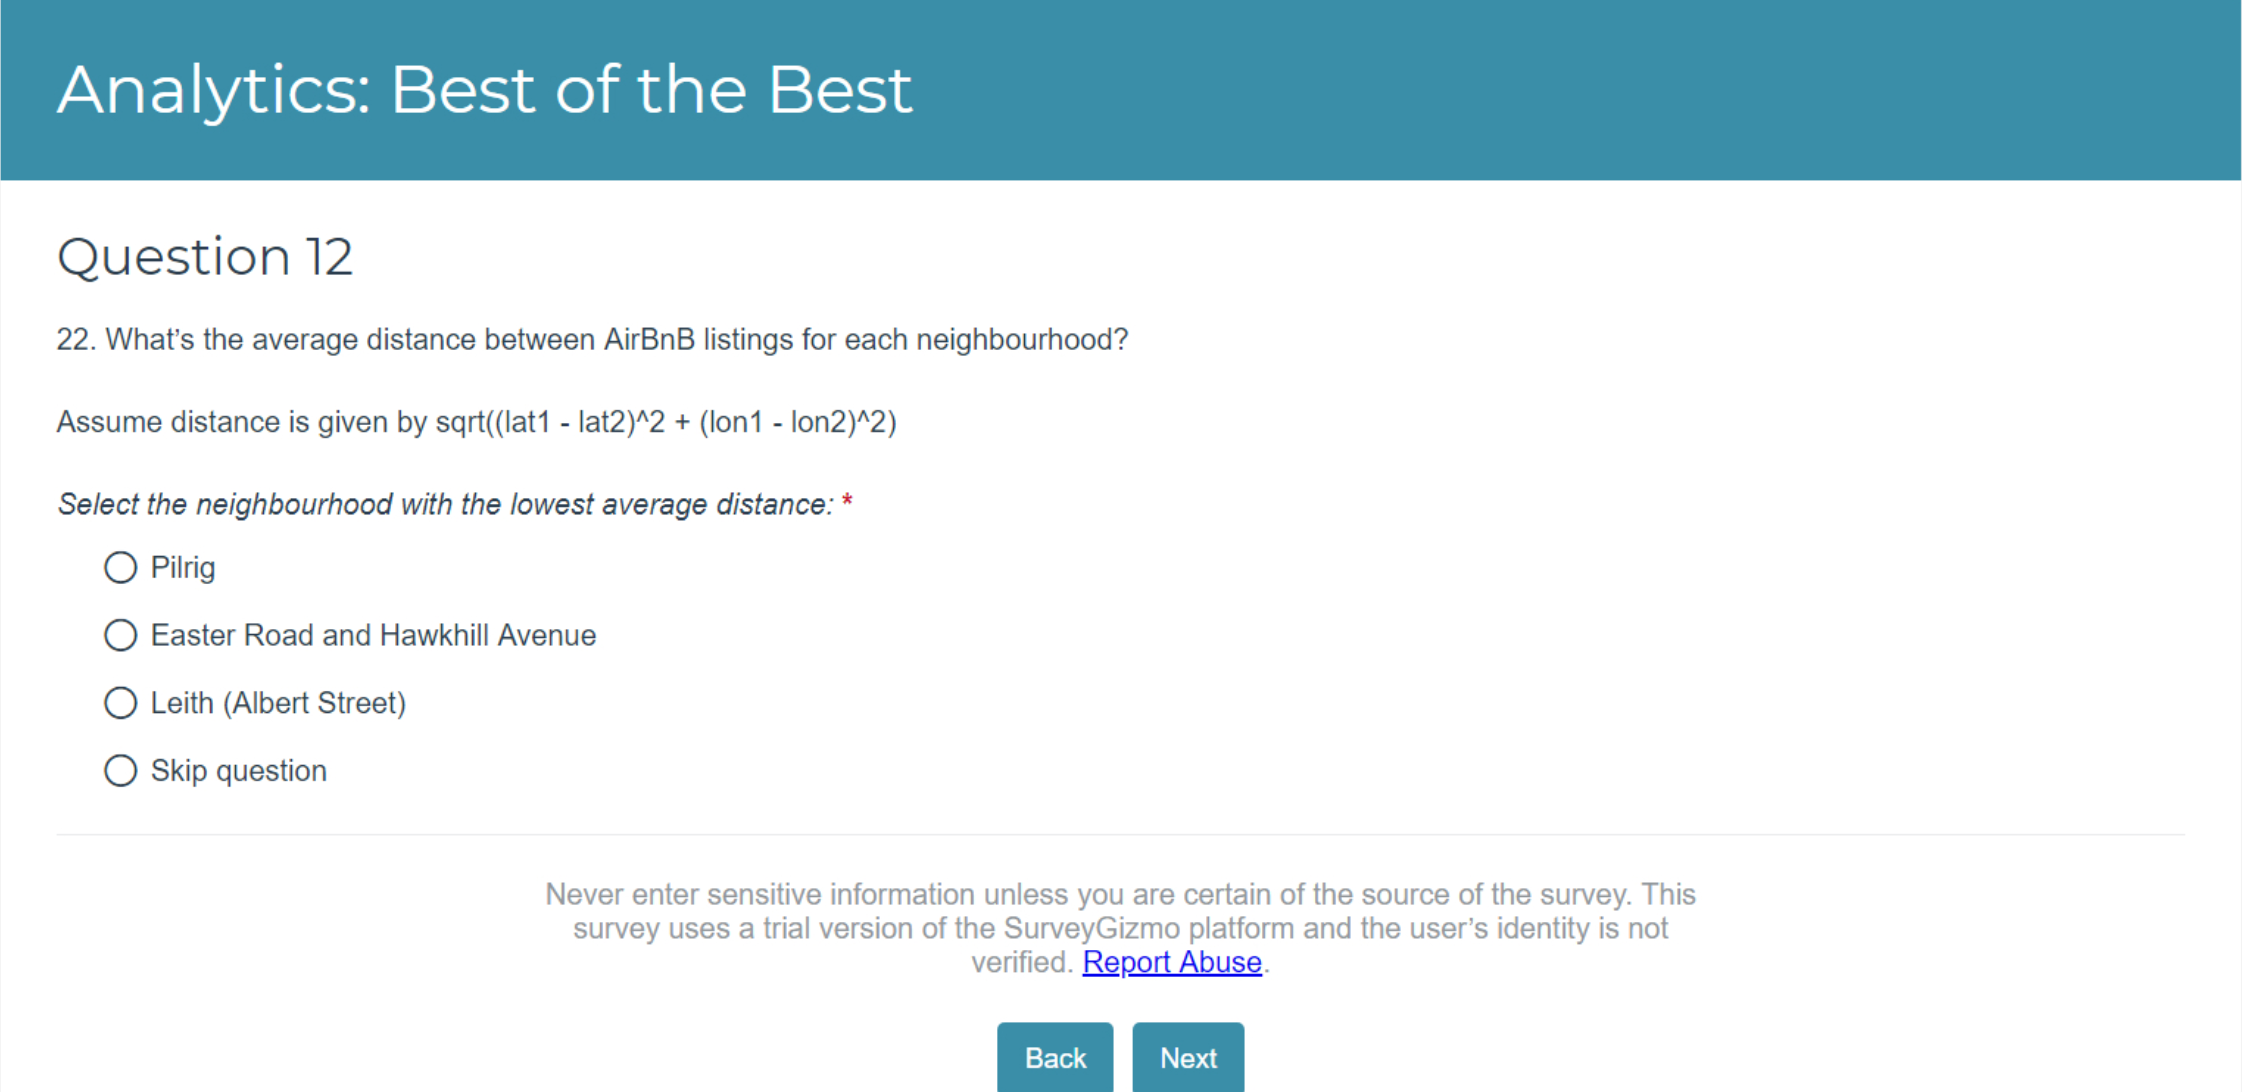 Analytics: Best of the Best
Question 12
22. What's the average distance between AirBnB listings for each neighbourhood?
Assume distance is given by sqrt((lat1 - lat2)^2 + (lon1 - lon2)^2)
Select the neighbourhood with the lowest average distance: *
Pilrig
Easter Road and Hawkhill Avenue
Leith (Albert Street)
Skip question
Never enter sensitive information unless you are certain of the source of the survey. This
survey uses a trial version of the SurveyGizmo platform and the user's identity is not
verified. Report Abuse.
Back Next